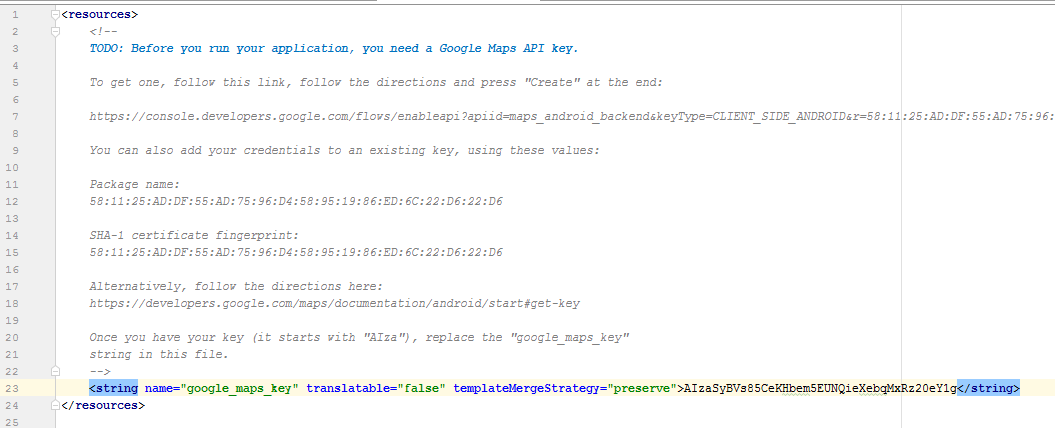 1 <resources>
2 <!--
3 TODO: Before you run your application, you need a Google Maps API key.
4
5 To get one, follow this link, follow the directions and press "Create" at the end:
6
7 https://console.developers.google.com/flows/enableapi?apiid=maps_android_backend&keyType=CLIENT_SIDE_ANDROID&r=58:11:25:AD:DF:55:AD:75:96:
8
9 You can also add your credentials to an existing key, using these values:
10
11 Package name:
12 58:11:25:AD:DF:55:AD:75:96:D4:58:95:19:86:ED:6C:22:D6:22:D6
13
14 SHA-1 certificate fingerprint:
15 58:11:25:AD:DF:55:AD:75:96:D4:58:95:19:86:ED:6C:22:D6:22:D6
16
17 Alternatively, follow the directions here:
18 https://developers.google.com/maps/documentation/android/start#get-key
19
20 Once you have your key (it starts with "AIza"), replace the "google_maps_key"
21 string in this file.
22 -->
23 <string name="google_maps_key" translatable="false" templateMergeStrategy="preserve">AIzaSyBVs85CeKHbem5EUNQieXebqMxRz20eY1g</string>
24 </resources>
25